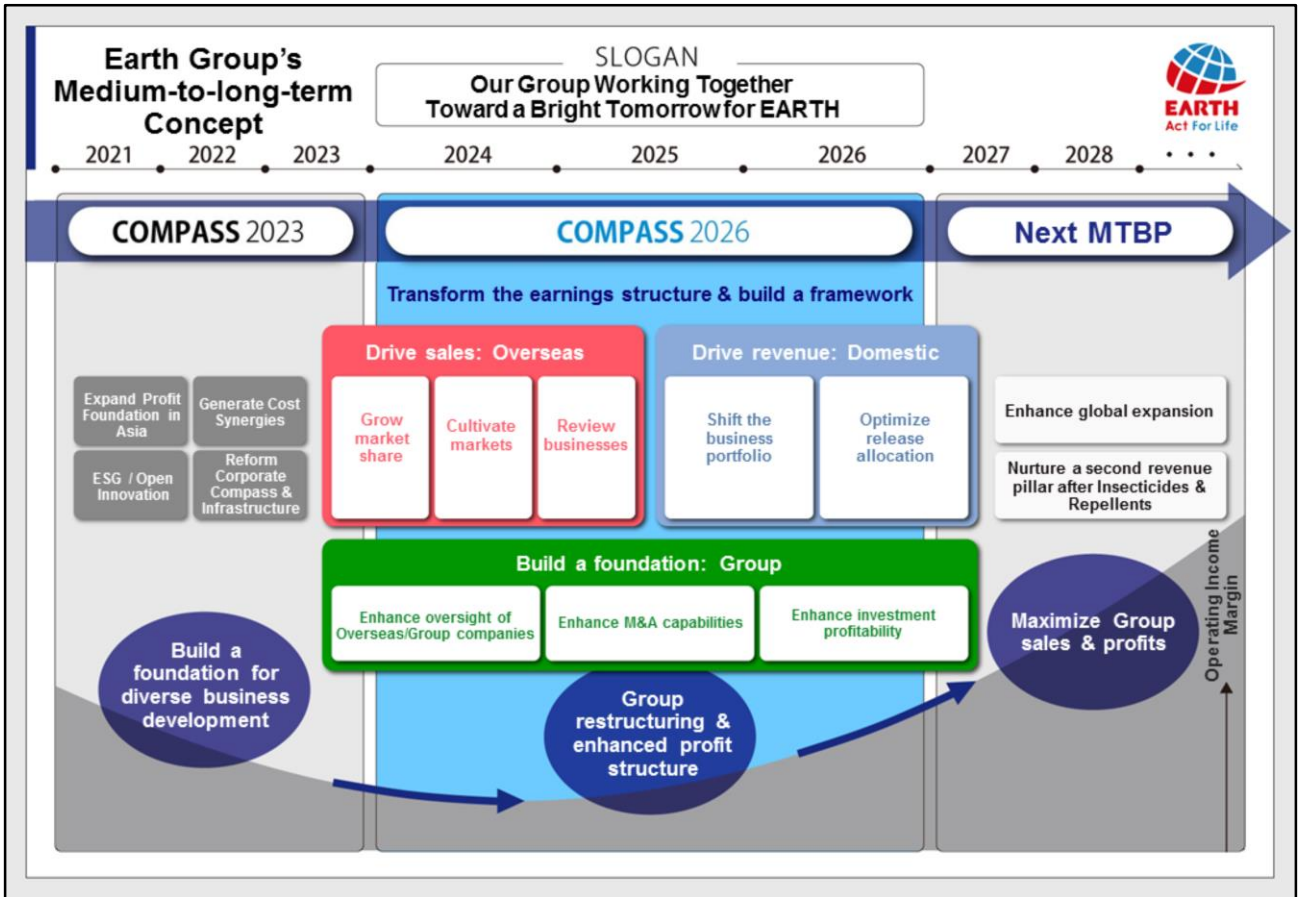 Earth Group's
Medium-to-long-term
Concept
SLOGAN
Our Group Working Together
Toward a Bright Tomorrow for EARTH
EARTH
Act For Life
2021 2022 2023 2024 2025 2026 2027 2028 • • •
COMPASS 2023
COMPASS 2026
Next MTBP
Transform the earnings structure & build a framework
Expand Profit
Foundation in
Asia
Generate Cost
Synergies
ESG / Open
Innovation
Reform
Corporate
Compass &
Infrastructure
Drive sales: Overseas
Grow
market
share
Cultivate
markets
Review
businesses
Drive revenue: Domestic
Shift the
business
portfolio
Optimize
release
allocation
Enhance global expansion
Nurture a second revenue
pillar after Insecticides &
Repellents
Build a foundation: Group
Enhance oversight of
Overseas/Group companies
Enhance M&A capabilities
Enhance investment
profitability
Build a
foundation for
diverse business
development
Group
restructuring &
enhanced profit
structure
Maximize Group
sales & profits
Operating Income
Margin